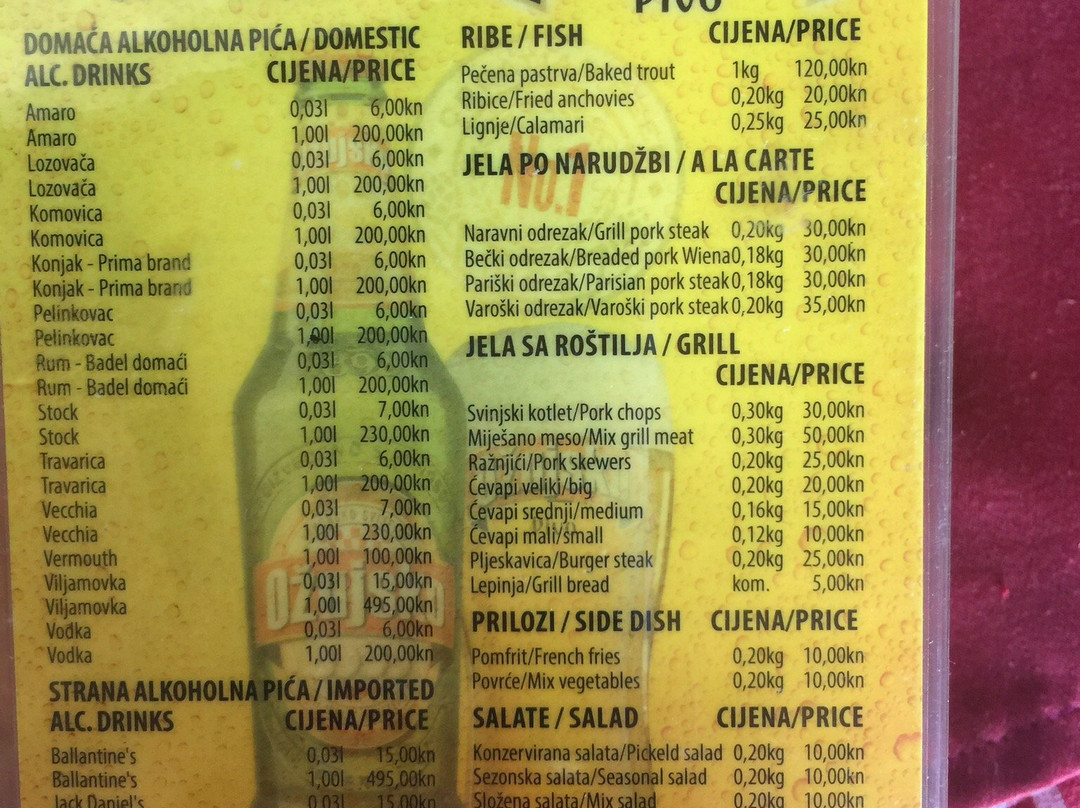 DOMAĆA ALKOHOLNA PIĆA / DOMESTIC
ALC. DRINKS CIJENA/PRICE
Amaro 0,03l 6,00kn
Amaro 1,00l 200,00kn
Lozovača 0,03l 6,00kn
Lozovača 1,00l 200,00kn
Komovica 0,03l 6,00kn
Komovica 1,00l 200,00kn
Konjak - Prima brand 0,03l 6,00kn
Konjak - Prima brand 1,00l 200,00kn
Pelinkovac 0,03l 6,00kn
Pelinkovac 1,00l 200,00kn
Rum - Badel domaći 0,03l 6,00kn
Rum - Badel domaći 1,00l 200,00kn
Stock 0,03l 7,00kn
Stock 1,00l 230,00kn
Travarica 0,03l 6,00kn
Travarica 1,00l 200,00kn
Vecchia 0,03l 7,00kn
Vecchia 1,00l 230,00kn
Vermouth 1,00l 100,00kn
Viljamovka 0,03l 15,00kn
Viljamovka 1,00l 495,00kn
Vodka 0,03l 6,00kn
Vodka 1,00l 200,00kn
STRANA ALKOHOLNA PIĆA / IMPORTED
ALC. DRINKS CIJENA/PRICE
Ballantine's 0,03l 15,00kn
Ballantine's 1,00l 495,00kn
Jack Daniel's 0,03l 15,00kn
Pivo
RIBE / FISH CIJENA/PRICE
Pečena pastrva/Baked trout 1kg 120,00kn
Ribice/Fried anchovies 0,20kg 20,00kn
Lignje/Calamari 0,25kg 25,00kn
JELA PO NARUDŽBI / A LA CARTE
CIJENA/PRICE
Naravni odrezak/Grill pork steak 0,20kg 30,00kn
Bečki odrezak/Breaded pork Wiena 0,18kg 30,00kn
Pariški odrezak/Parisian pork steak 0,18kg 30,00kn
Varoški odrezak/Varoški pork steak 0,20kg 35,00kn
JELA SA ROŠTILJA / GRILL
CIJENA/PRICE
Svinjski kotlet/Pork chops 0,30kg 30,00kn
Miješano meso/Mix grill meat 0,30kg 50,00kn
Ražnjići/Pork skewers 0,20kg 25,00kn
Ćevapi veliki/big 0,20kg 20,00kn
Ćevapi srednji/medium 0,16kg 15,00kn
Ćevapi mali/small 0,12kg 10,00kn
Pljeskavica/Burger steak 0,20kg 25,00kn
Lepinja/Grill bread kom. 5,00kn
PRILOZI / SIDE DISH CIJENA/PRICE
Pomfrit/French fries 0,20kg 10,00kn
Povrće/Mix vegetables 0,20kg 10,00kn
SALATE / SALAD CIJENA/PRICE
Konzervirana salata/Pickeld salad 0,20kg 10,00kn
Sezonska salata/Seasonal salad 0,20kg 10,00kn
Složena salata/Mix salad 0,20kg 10,00kn
No.1
Pivo